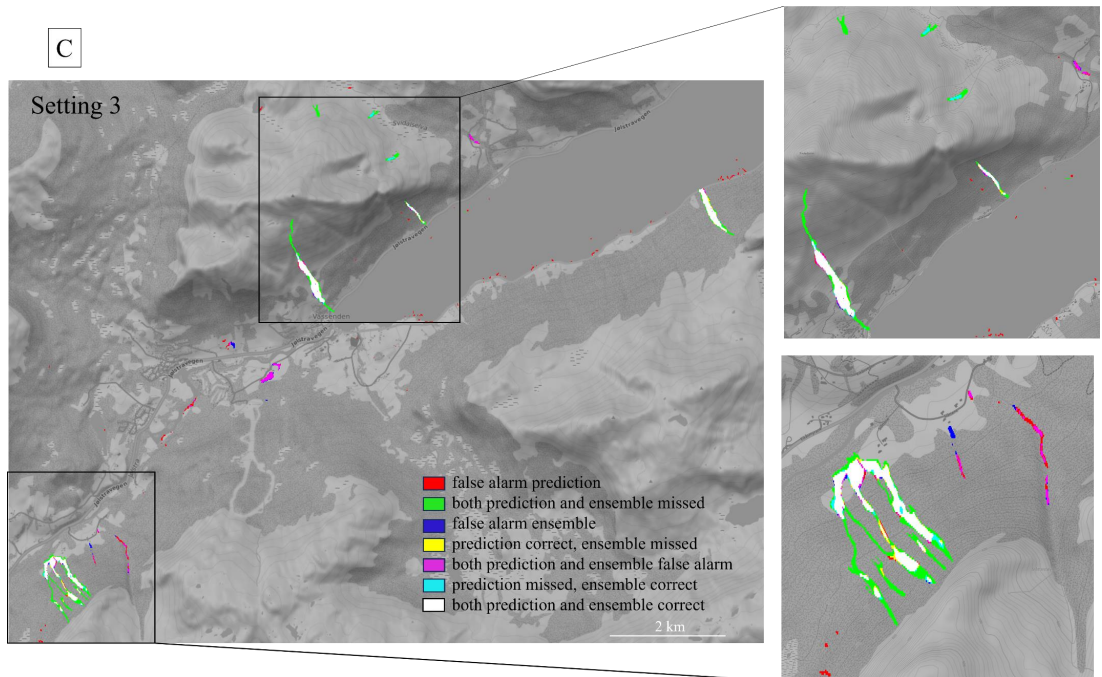 C
Setting 3
Jølstravegen
Jølstravegen
Vassenden
Jølstravegen
Jølstravegen
Jølstravegen
Jølstravegen
false alarm prediction
both prediction and ensemble missed
false alarm ensemble
prediction correct, ensemble missed
both prediction and ensemble false alarm
prediction missed, ensemble correct
both prediction and ensemble correct
2 km